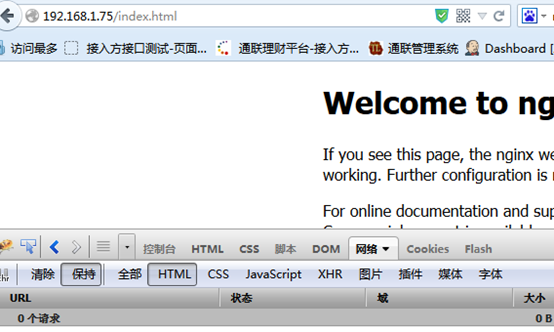 192.168.1.75/index.html
访问最多 接入方接口测试-页面... 通联理财平台-接入方... 通联管理系统 Dashboard [
Welcome to ng
If you see this page, the nginx we
working. Further configuration is r
For online documentation and sup
控制台 HTML CSS 脚本 DOM 网络 Cookies Flash
清除 保持 全部 HTML CSS JavaScript XHR 图片 插件 媒体 字体
URL 状态 域 大小
0 个请求 0 B